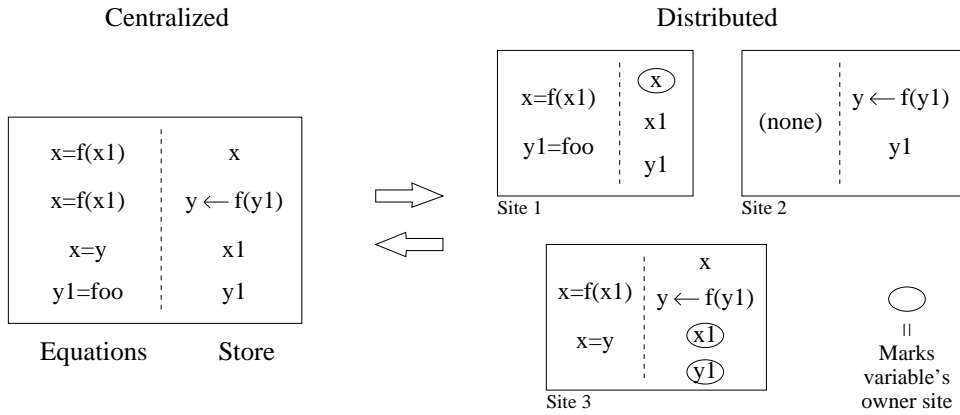 Centralized
x=f(x1) x
x=f(x1) y ← f(y1)
x=y x1
y1=foo y1
Equations Store
Distributed
x=f(x1) x
y1=foo x1
y1
Site 1
(none) y ← f(y1)
y1
Site 2
x
x=f(x1) y ← f(y1)
x=y x1
y1
Site 3
=
Marks
variable's
owner site